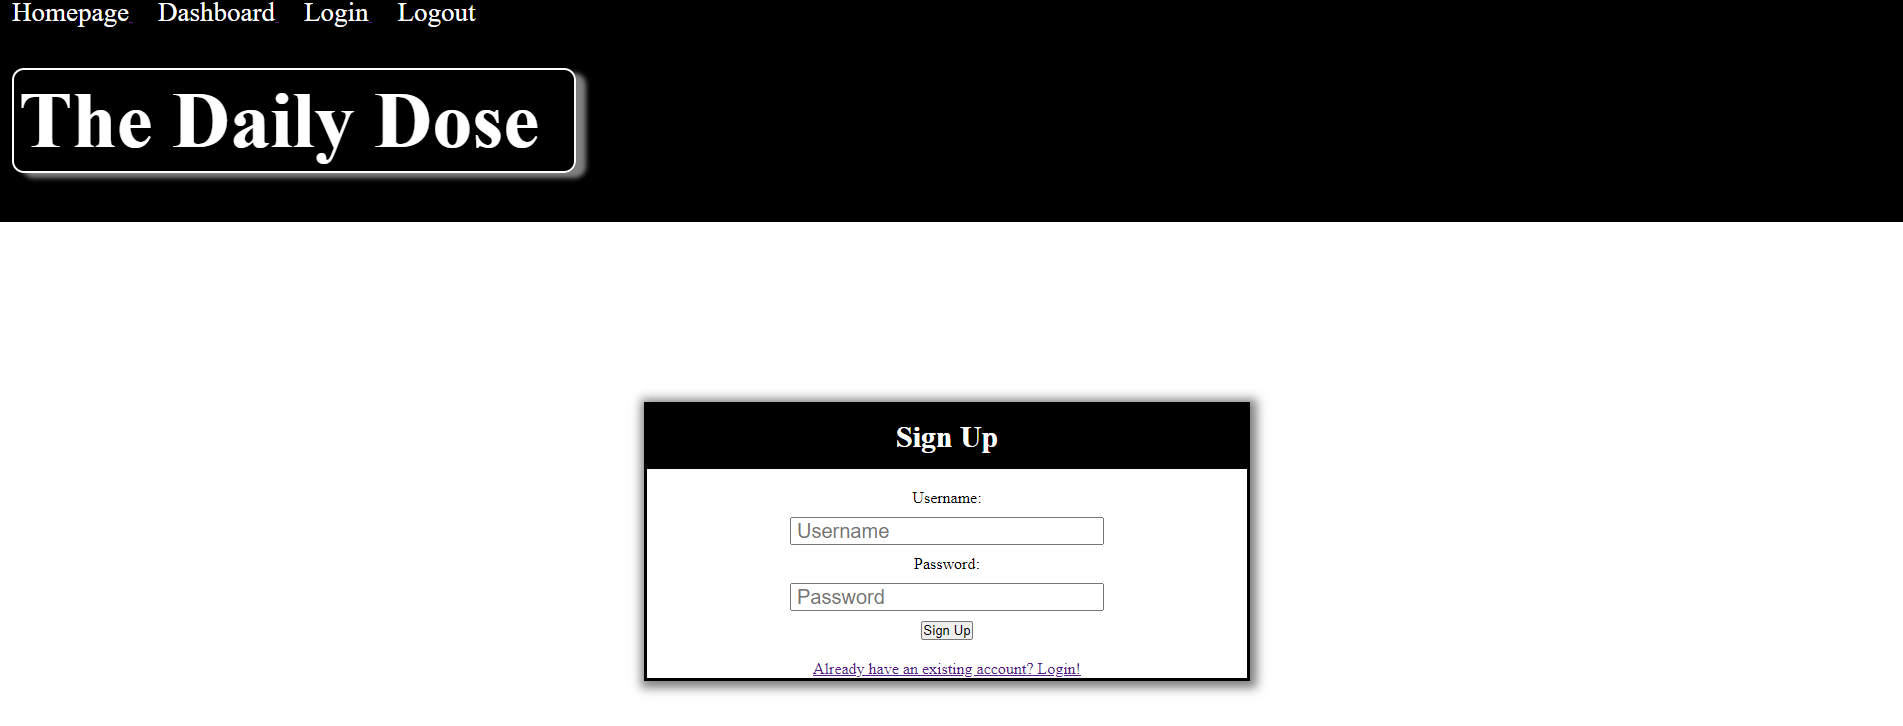 Homepage Dashboard Login Logout
The Daily Dose
Sign Up
Username:
Username
Password:
Password
Sign Up
Already have an existing account? Login!